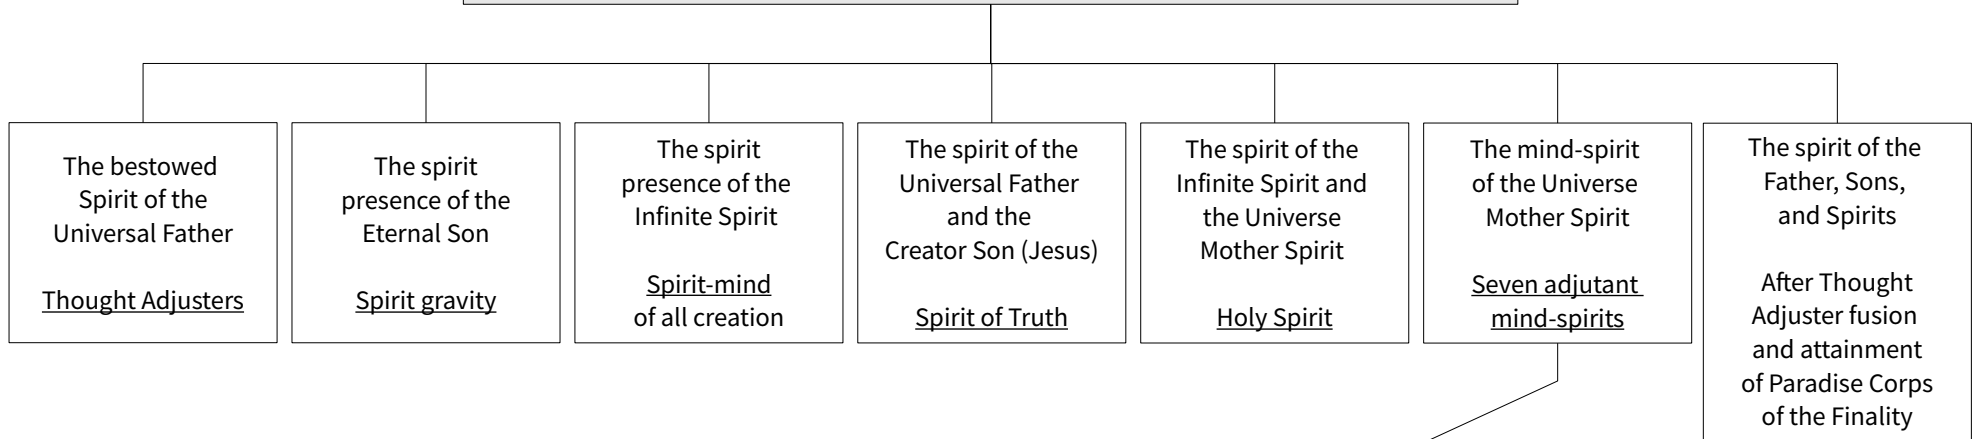 The bestowed
Spirit of the
Universal Father
Thought Adjusters
The spirit
presence of the
Eternal Son
Spirit gravity
The spirit
presence of the
Infinite Spirit
Spirit-mind
of all creation
The spirit of the
Universal Father
and the
Creator Son (Jesus)
Spirit of Truth
The spirit of the
Infinite Spirit and
the Universe
Mother Spirit
Holy Spirit
The mind-spirit
of the Universe
Mother Spirit
Seven adjutant
mind-spirits
The spirit of the
Father, Sons,
and Spirits
After Thought
Adjuster fusion
and attainment
of Paradise Corps
of the Finality